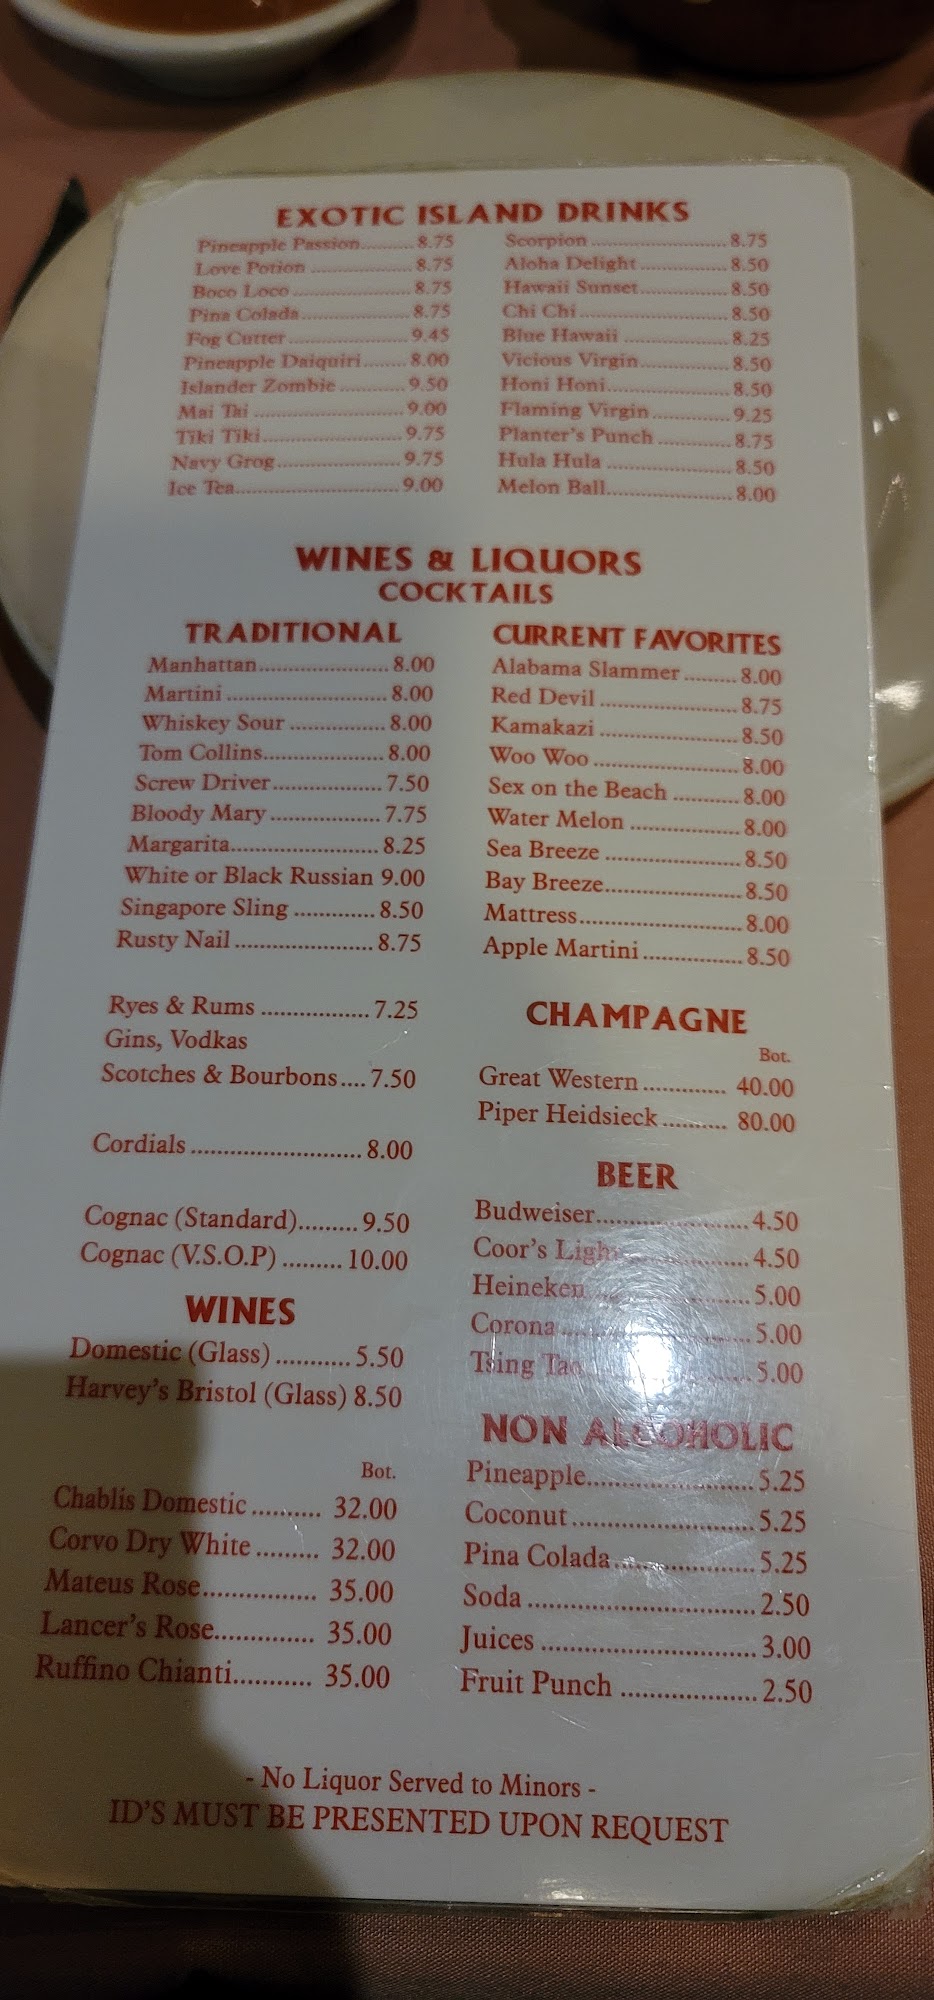 EXOTIC ISLAND DRINKS
Pineapple Passion..........8.75
Love Potion ...................8.75
Boco Loco ......................8.75
Pina Colada.....................8.75
Fog Cutter ......................9.45
Pineapple Daiquiri........8.00
Islander Zombie ............9.50
Mai Tai ............................9.00
Tiki Tiki..........................9.75
Navy Grog.......................9.75
Ice Tea..............................9.00
Scorpion .........................8.75
Aloha Delight ................8.50
Hawaii Sunset................8.50
Chi Chi ...........................8.50
Blue Hawaii ...................8.25
Vicious Virgin.................8.50
Honi Honi.......................8.50
Flaming Virgin ...............9.25
Planter's Punch ..............8.75
Hula Hula .......................8.50
Melon Ball.......................8.00
WINES & LIQUORS
COCKTAILS
TRADITIONAL
Manhattan......................8.00
Martini ...........................8.00
Whiskey Sour ................8.00
Tom Collins....................8.00
Screw Driver..................7.50
Bloody Mary ..................7.75
Margarita........................8.25
White or Black Russian 9.00
Singapore Sling .............8.50
Rusty Nail ......................8.75
Ryes & Rums .................7.25
Gins, Vodkas
Scotches & Bourbons....7.50
Cordials .........................8.00
Cognac (Standard).........9.50
Cognac (V.S.O.P) .........10.00
WINES
Domestic (Glass) ...........5.50
Harvey's Bristol (Glass) 8.50
Bot.
Chablis Domestic .......... 32.00
Corvo Dry White ......... 32.00
Mateus Rose............... 35.00
Lancer's Rose.............. 35.00
Ruffino Chianti........... 35.00
CURRENT FAVORITES
Alabama Slammer .........8.00
Red Devil .......................8.75
Kamakazi .......................8.50
Woo Woo .......................8.00
Sex on the Beach ...........8.00
Water Melon ..................8.00
Sea Breeze ......................8.50
Bay Breeze......................8.50
Mattress..........................8.00
Apple Martini.................8.50
CHAMPAGNE
Bot.
Great Western ............. 40.00
Piper Heidsieck .......... 80.00
BEER
Budweiser.......................4.50
Coor's Light...................4.50
Heineken........................5.00
Corona ...........................5.00
Tsing Tao.......................5.00
NON ALCOHOLIC
Pineapple........................5.25
Coconut ..........................5.25
Pina Colada....................5.25
Soda ................................2.50
Juices ..............................3.00
Fruit Punch ....................2.50
- No Liquor Served to Minors -
ID'S MUST BE PRESENTED UPON REQUEST